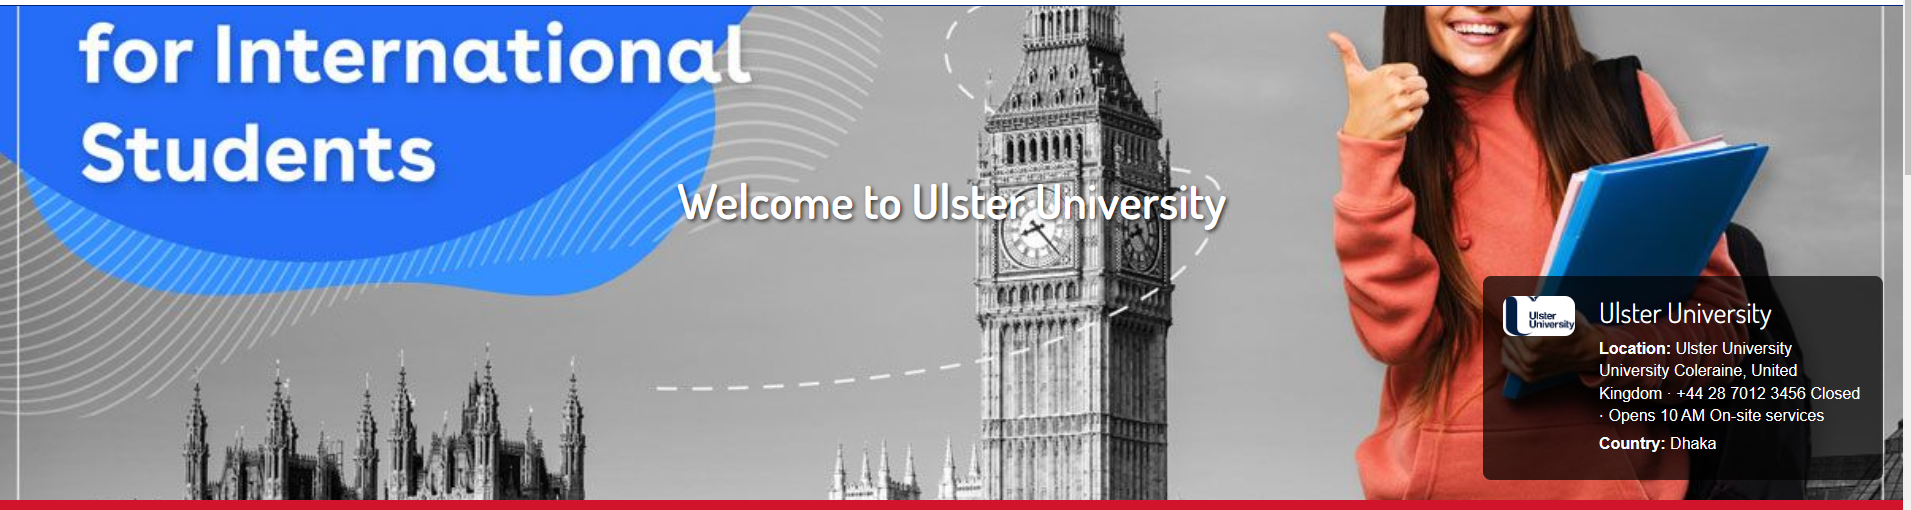 for International
Students
Welcome to Ulster University
Ulster
University
Ulster University
Location: Ulster University
University Coleraine, United
Kingdom · +44 28 7012 3456 Closed
· Opens 10 AM On-site services
Country: Dhaka